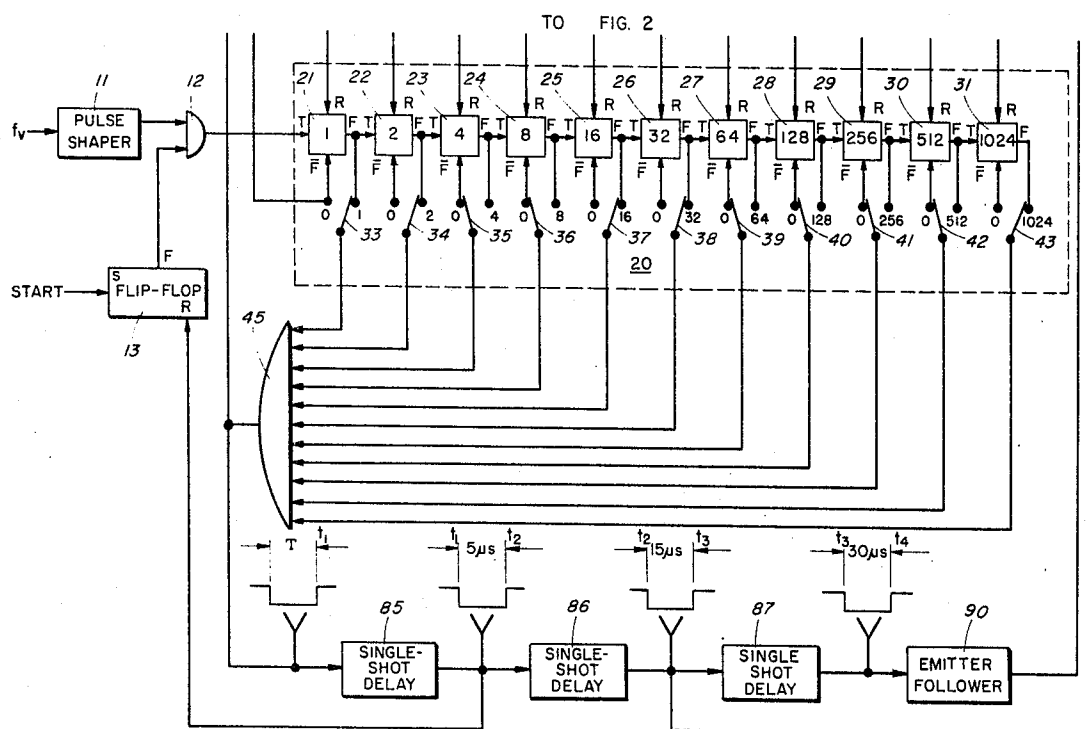 TO FIG. 2
11 12 21 22 23 24 25 26 27 28 29 30 31
R R R R R R R R R R R
f_v PULSE SHAPER
T 1 F T 2 F T 4 F T 8 F T 16 F T 32 F T 64 F T 128 F T 256 F T 512 F T 1024 F
F̅ F̅ F̅ F̅ F̅ F̅ F̅ F̅ F̅ F̅ F̅
0 1 0 2 0 4 0 8 0 16 0 32 0 64 0 128 0 256 0 512 0 1024
33 34 35 36 37 38 39 40 41 42 43
20
F
START
S
FLIP-FLOP
R
13
45
T t₁
t₁ 5μs t₂
t₂ 15μs t₃
t₃ 30μs t₄
85 86 87 90
SINGLE-SHOT DELAY
SINGLE-SHOT DELAY
SINGLE SHOT DELAY
EMITTER FOLLOWER